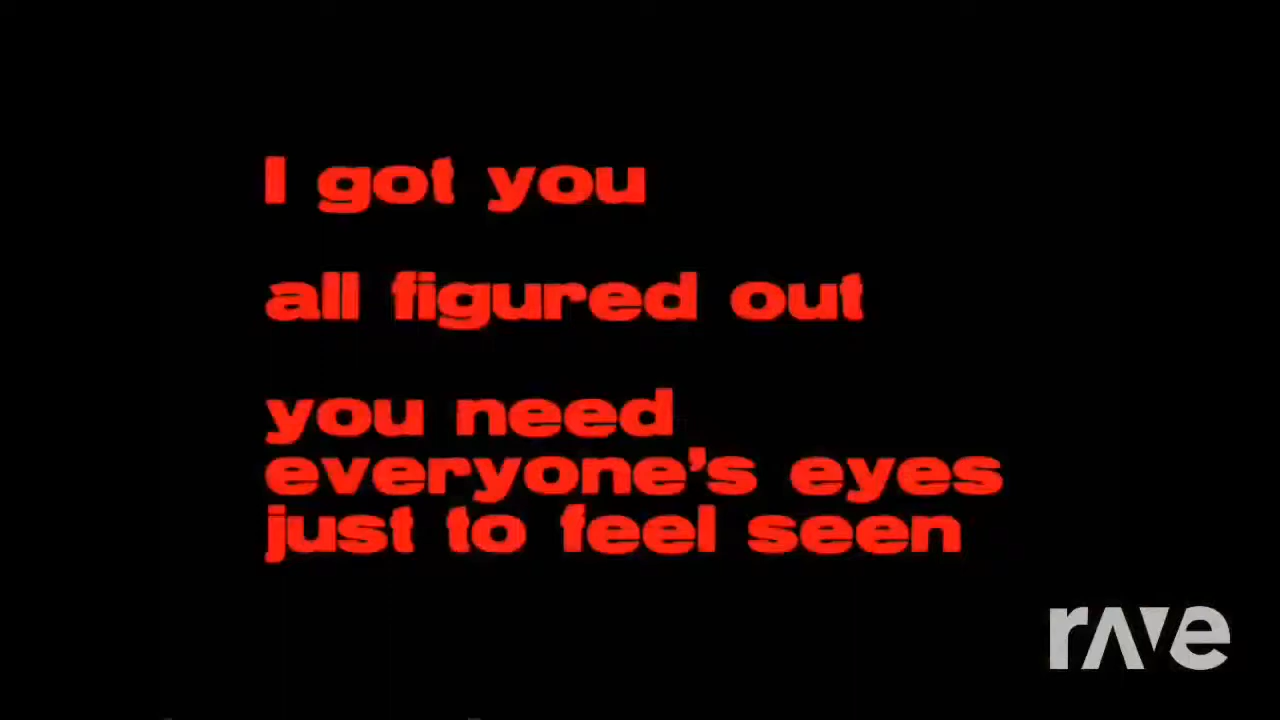 I got you
all figured out
you need
everyone's eyes
just to feel seen
rave